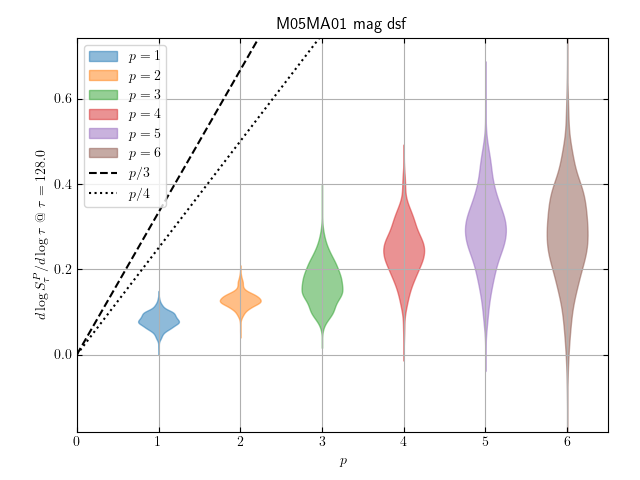 M05MA01 mag dsf
d log S_τ^P / d log τ @ τ = 128.0
0.6
0.4
0.2
0.0
p = 1
p = 2
p = 3
p = 4
p = 5
p = 6
p/3
p/4
0 1 2 3 4 5 6
p